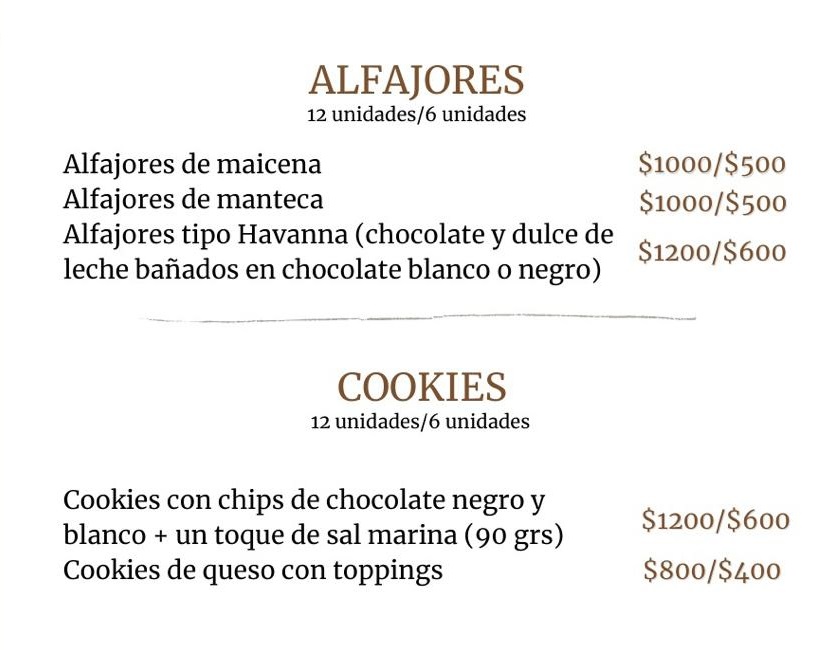 ALFAJORES
12 unidades/6 unidades
Alfajores de maicena $1000/$500
Alfajores de manteca $1000/$500
Alfajores tipo Havanna (chocolate y dulce de
leche bañados en chocolate blanco o negro) $1200/$600
COOKIES
12 unidades/6 unidades
Cookies con chips de chocolate negro y
blanco + un toque de sal marina (90 grs) $1200/$600
Cookies de queso con toppings $800/$400